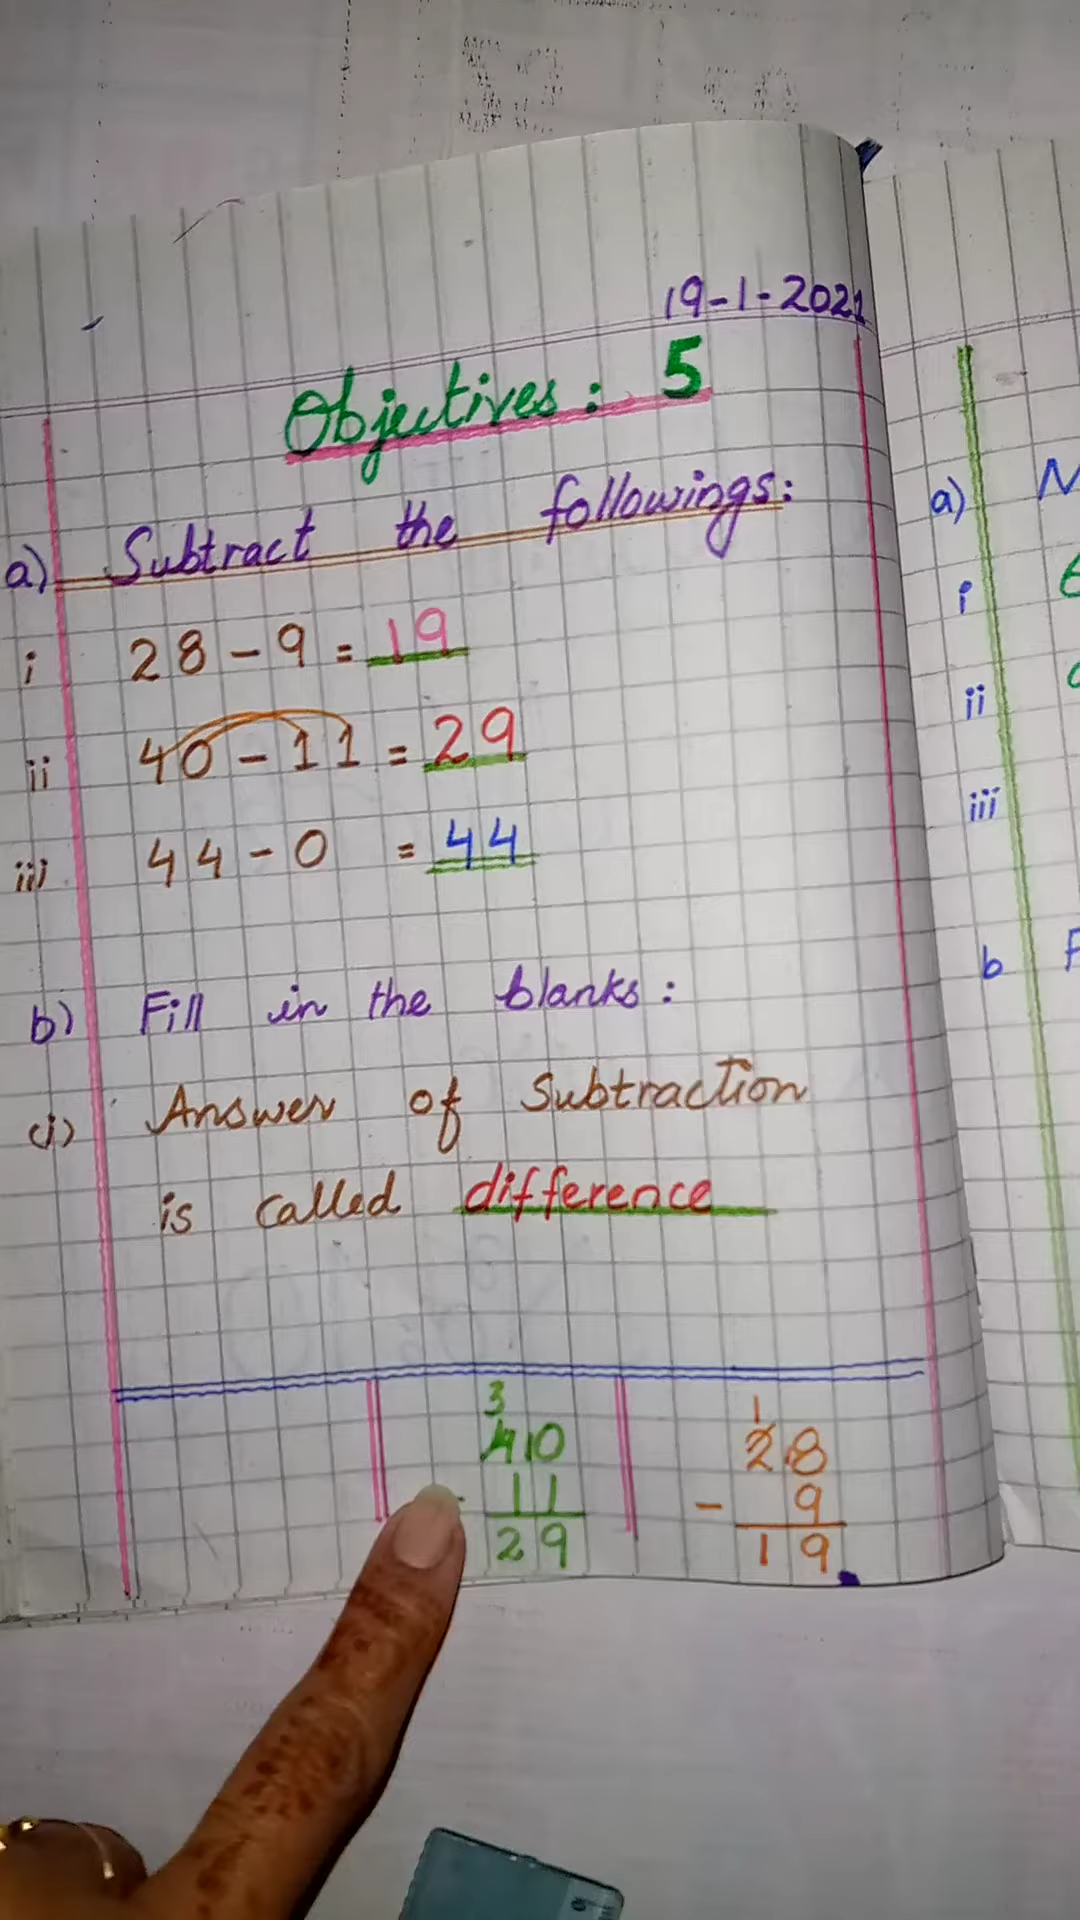 19-1-2021
Objectives: 5
a) Subtract the followings:
i 28-9 = 19
ii 40-11 = 29
iii 44-0 = 44
b) Fill in the blanks:
(i) Answer of Subtraction
is called difference
3 1
410 28
- 11 - 9
29 19
a)
i
ii
iii
b